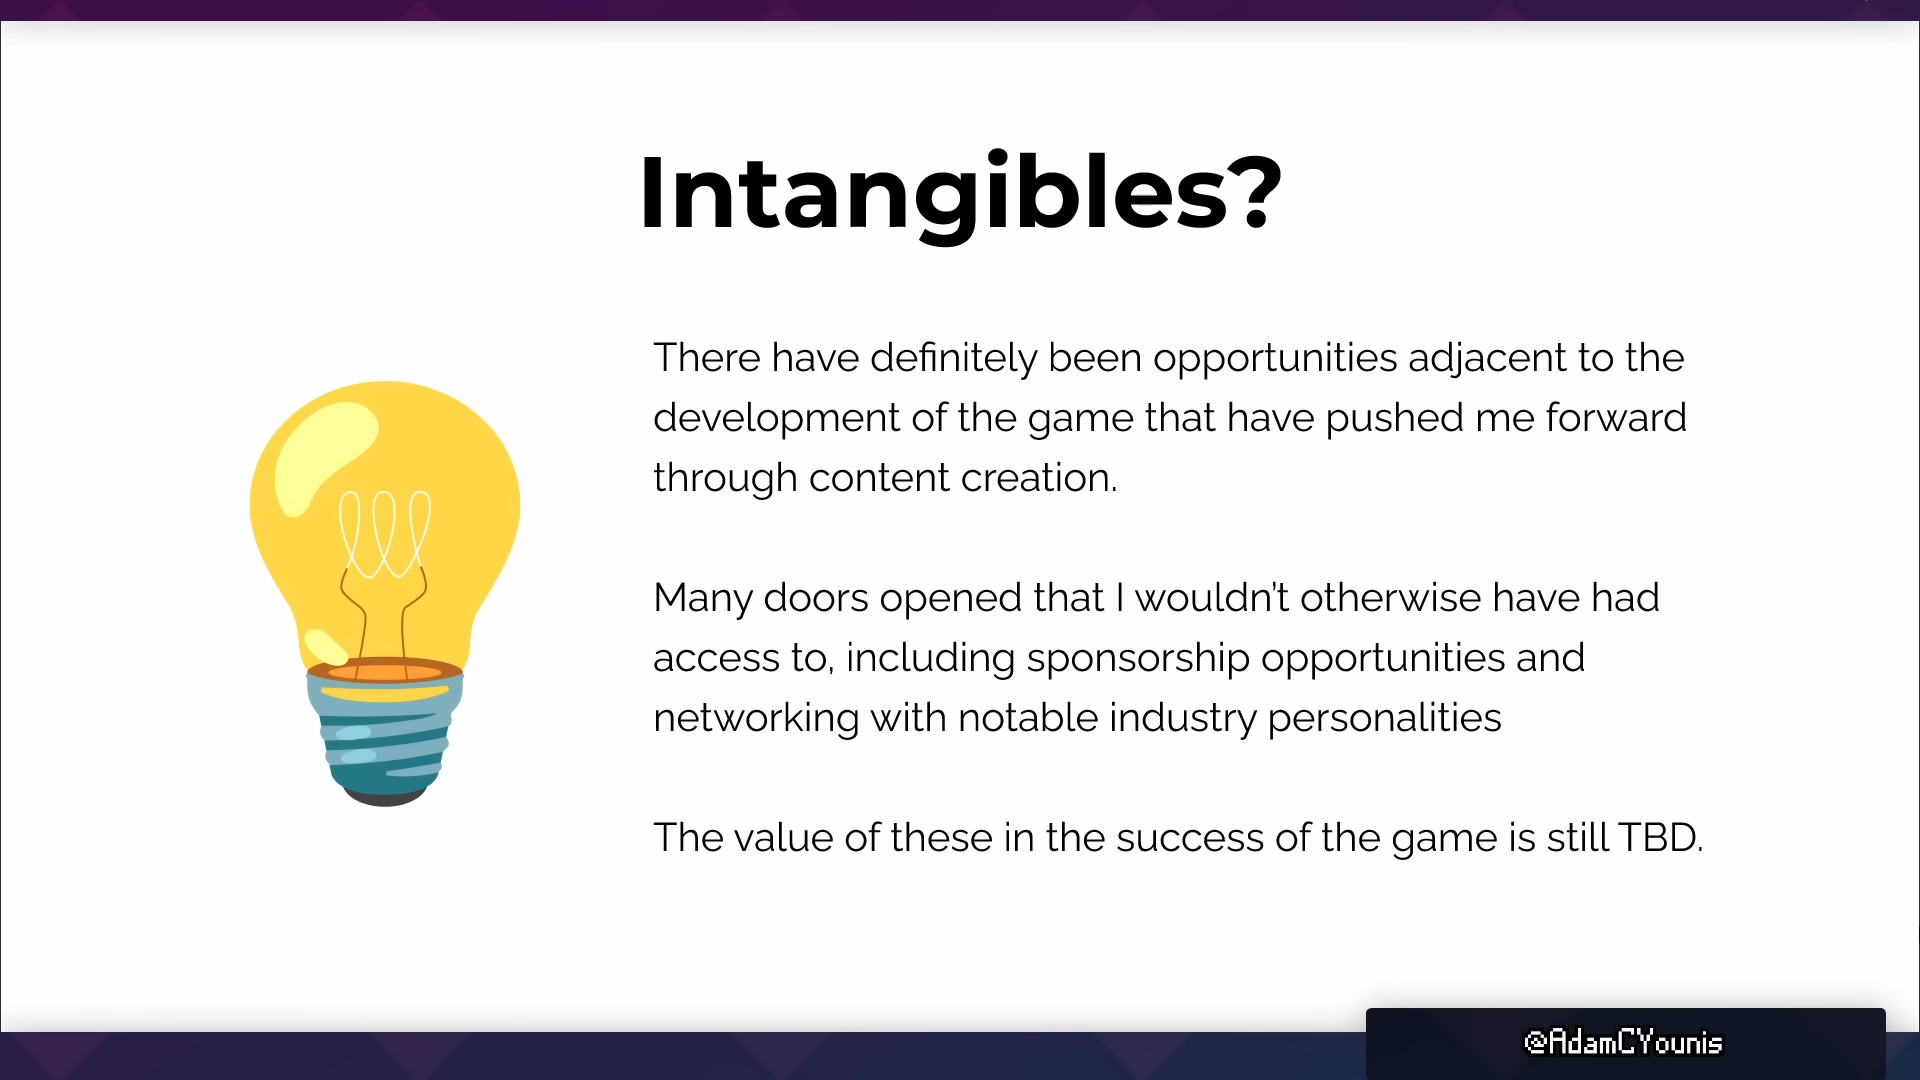 Intangibles?
There have definitely been opportunities adjacent to the
development of the game that have pushed me forward
through content creation.
Many doors opened that I wouldn’t otherwise have had
access to, including sponsorship opportunities and
networking with notable industry personalities
The value of these in the success of the game is still TBD.
@AdamCYounis